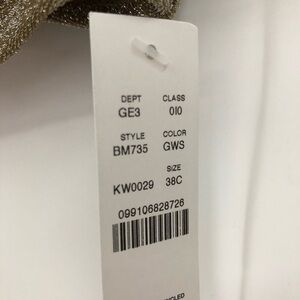 DEPT CLASS
GE3 010
STYLE COLOR
BM735 GWS
SIZE
KW0029 38C
099106828726